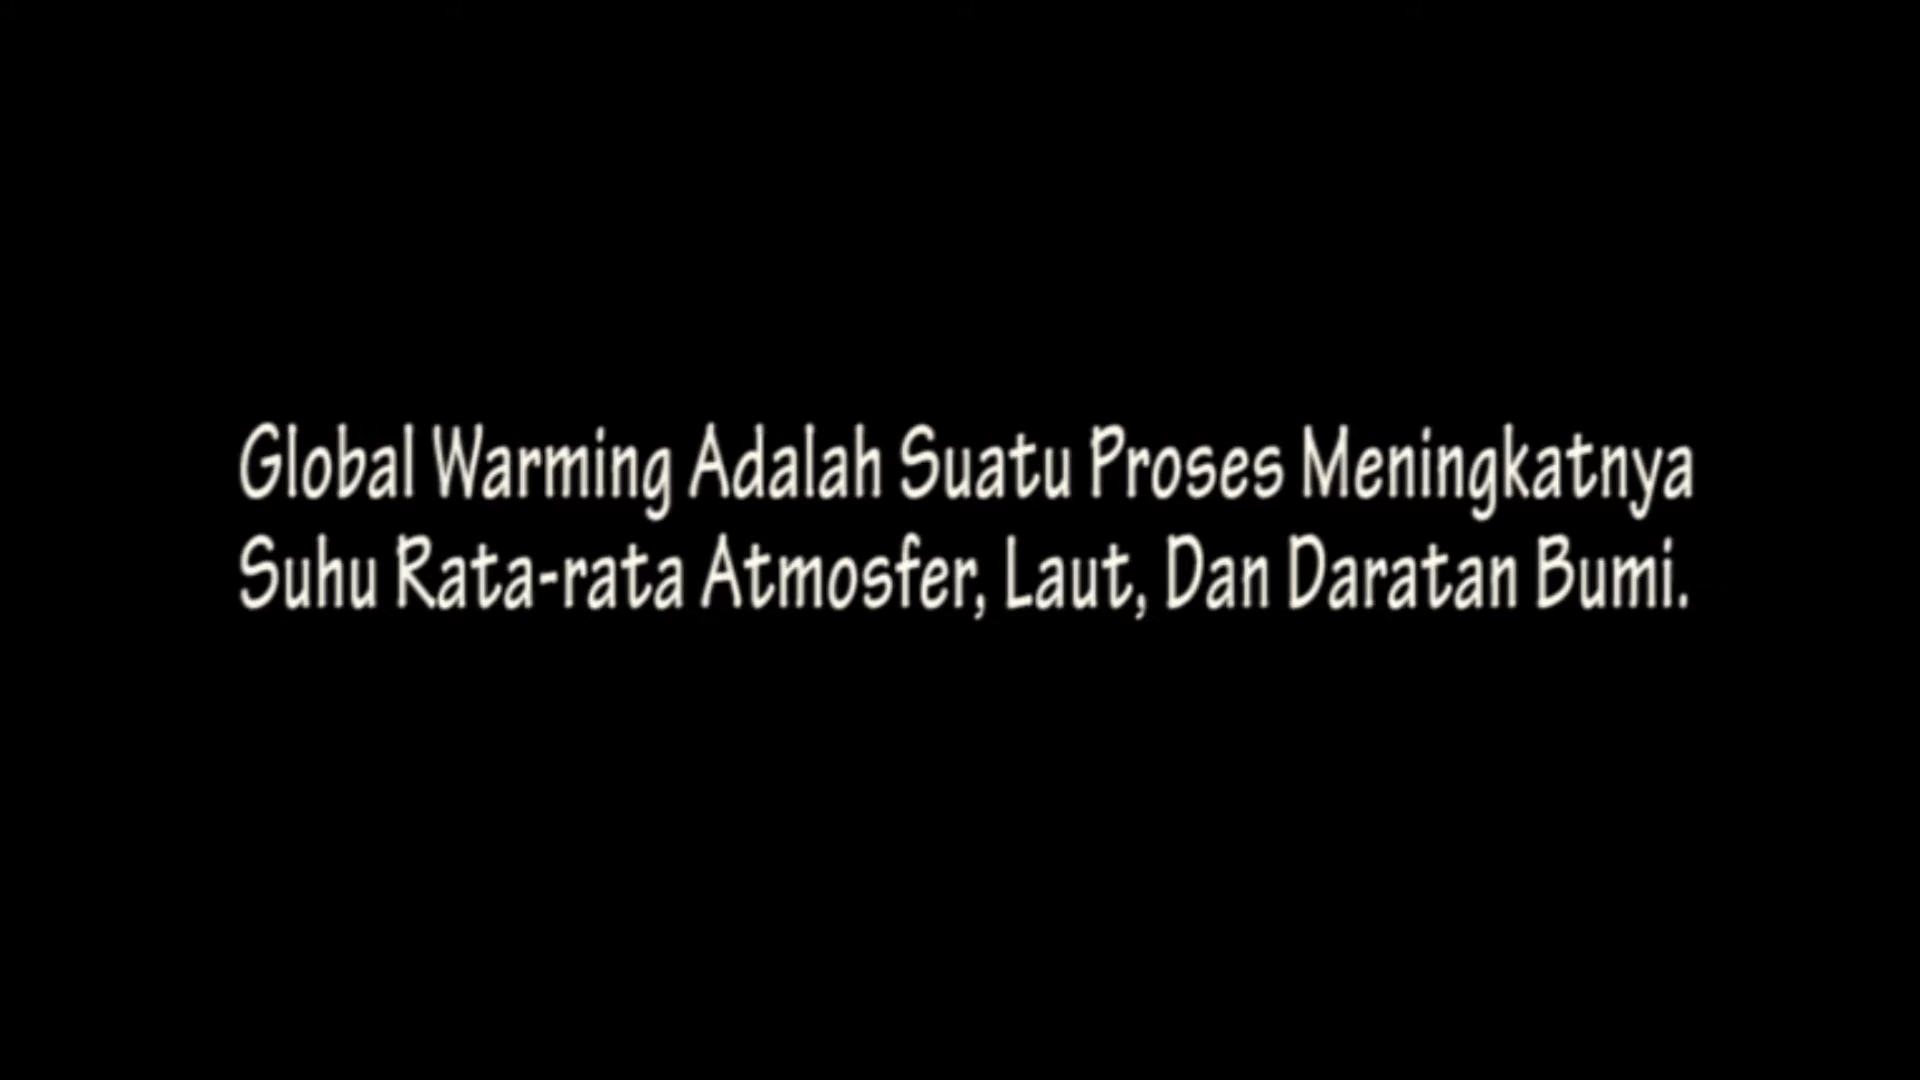 Global Warming Adalah Suatu Proses Meningkatnya
Suhu Rata-rata Atmosfer, Laut, Dan Daratan Bumi.